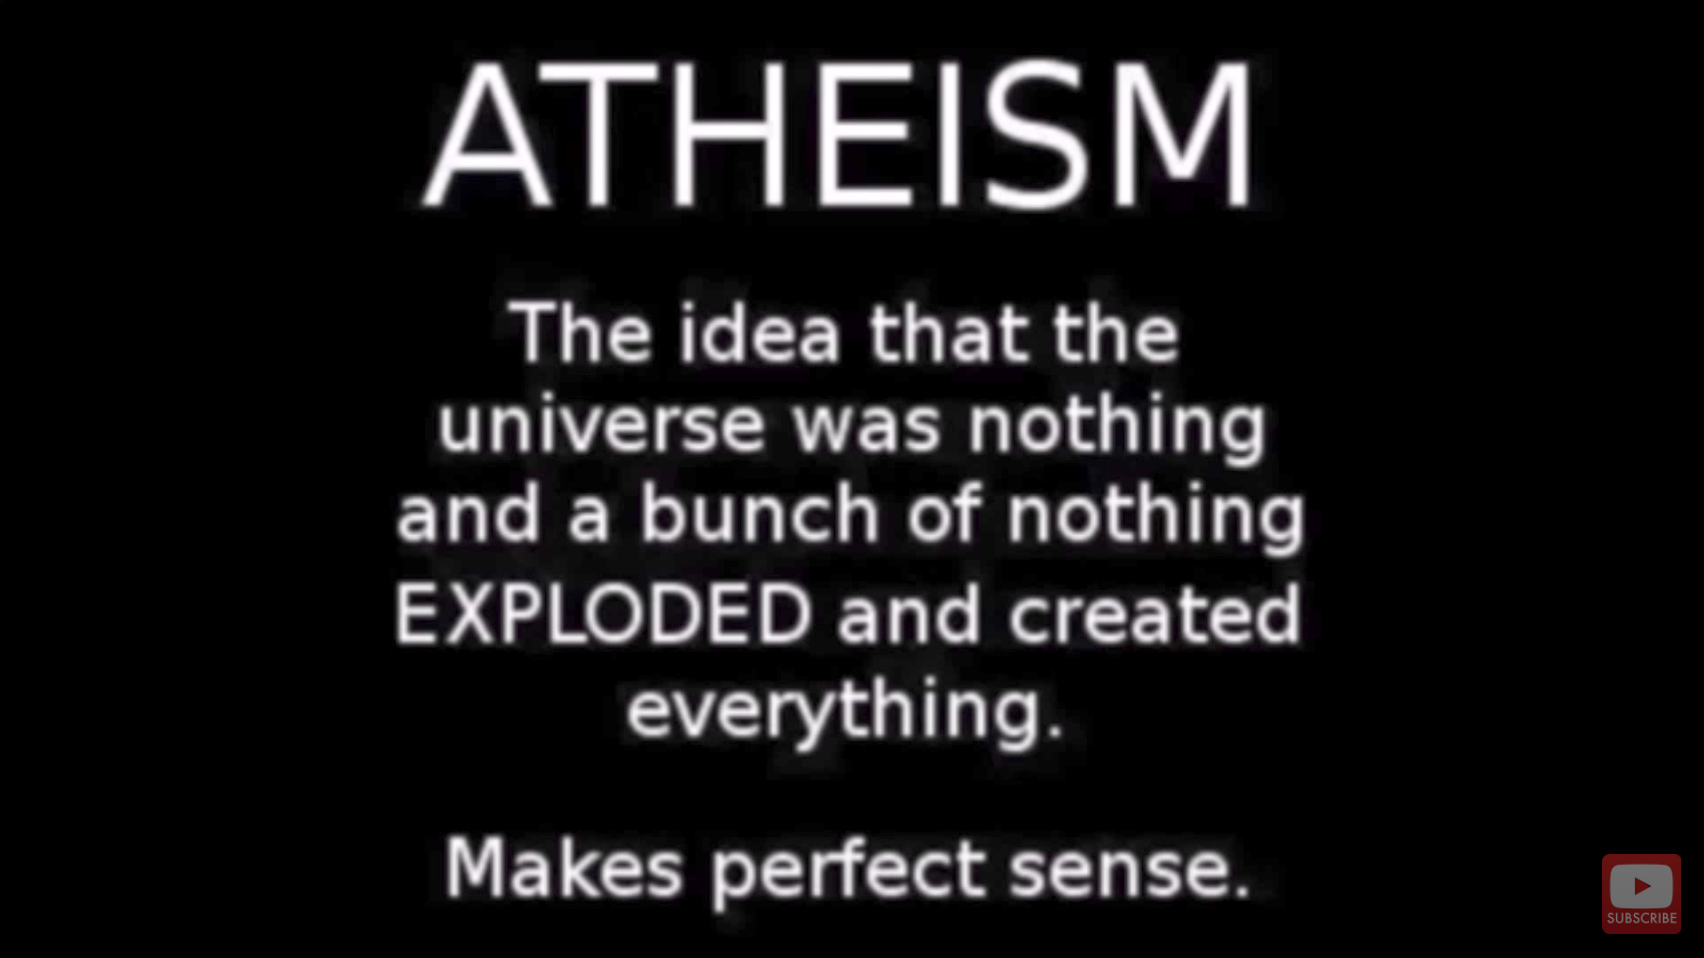 ATHEISM
The idea that the
universe was nothing
and a bunch of nothing
EXPLODED and created
everything.
Makes perfect sense.
SUBSCRIBE